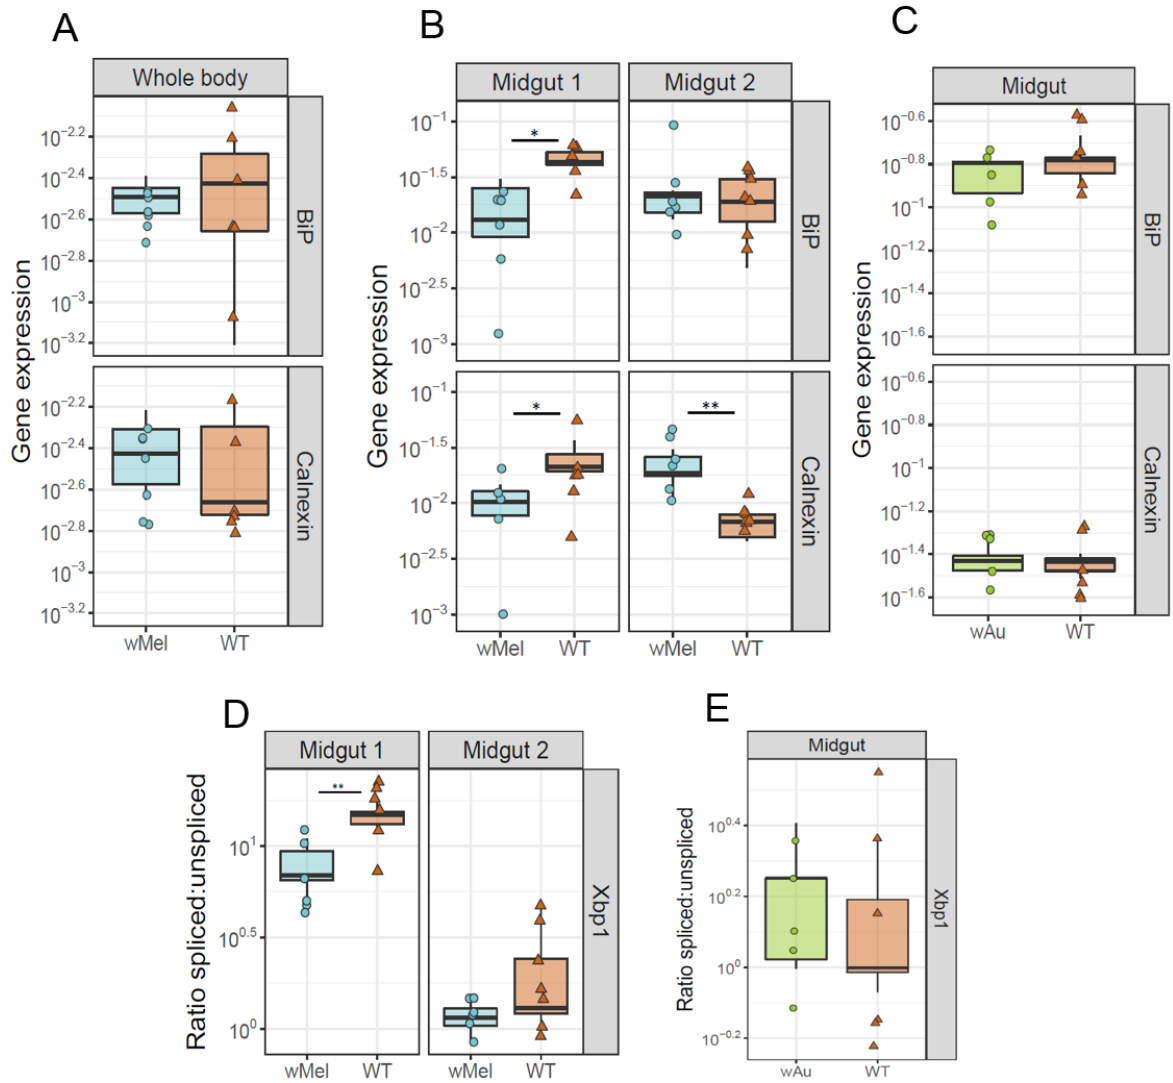 A
Whole body
Gene expression
10^-2.2
10^-2.4
10^-2.6
10^-2.8
10^-3
10^-3.2
BiP
10^-2.2
10^-2.4
10^-2.6
10^-2.8
10^-3
10^-3.2
Calnexin
wMel WT
B
Midgut 1 Midgut 2
Gene expression
10^-1
10^-1.5
10^-2
10^-2.5
10^-3
*
BiP
10^-1
10^-1.5
10^-2
10^-2.5
10^-3
* **
Calnexin
wMel WT wMel WT
C
Midgut
Gene expression
10^-0.6
10^-0.8
10^-1
10^-1.2
10^-1.4
10^-1.6
BiP
10^-0.6
10^-0.8
10^-1
10^-1.2
10^-1.4
10^-1.6
Calnexin
wAu WT
D
Midgut 1 Midgut 2
Ratio spliced:unspliced
**
10^1
10^0.5
10^0
Xbp1
wMel WT wMel WT
E
Midgut
Ratio spliced:unspliced
10^0.4
10^0.2
10^0
10^-0.2
Xbp1
wAu WT